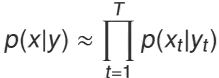 p(x|y) ≈ ∏_{t=1}^{T} p(x_t|y_t)